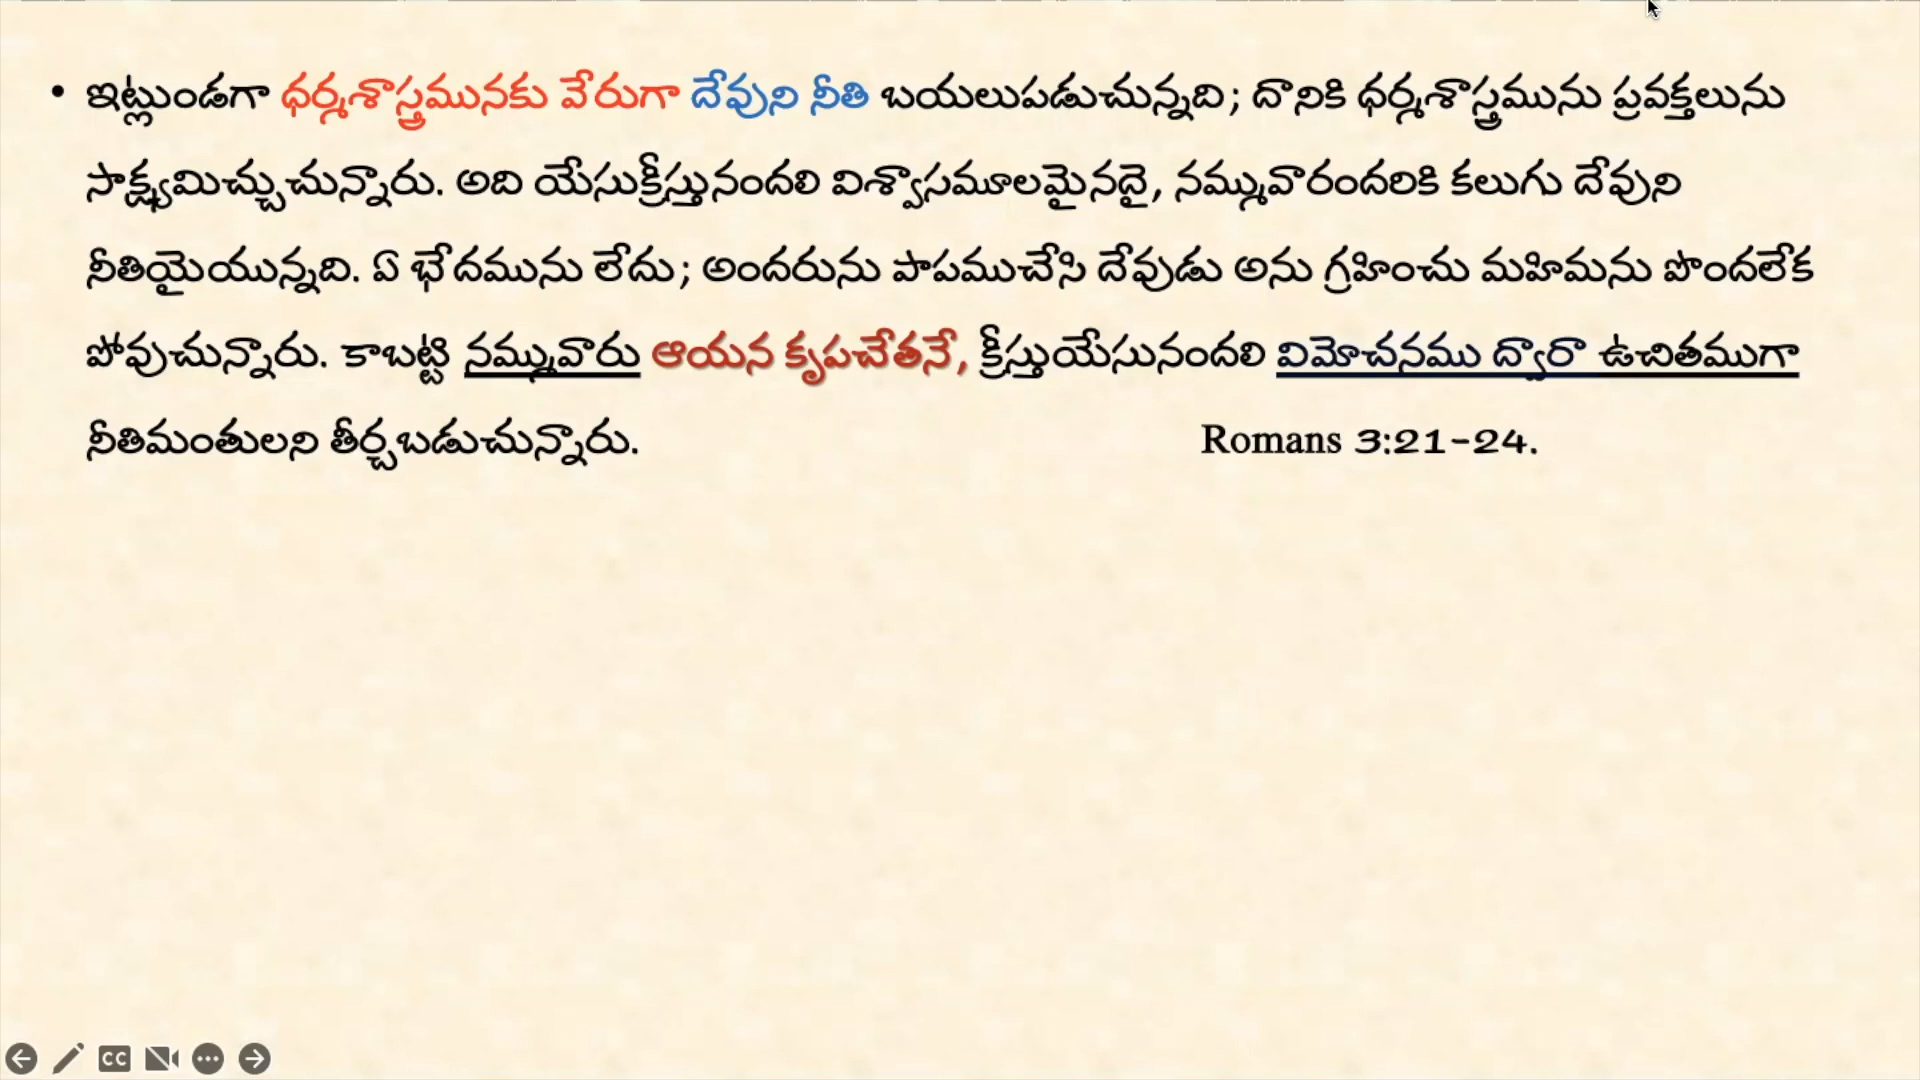 • ఇట్లుండగా ధర్మశాస్త్రమునకు వేరుగా దేవుని నీతి బయలుపడుచున్నది; దానికి ధర్మశాస్త్రమును ప్రవక్తలును
సాక్ష్యమిచ్చుచున్నారు. అది యేసుక్రీస్తునందలి విశ్వాసమూలమైనదై, నమ్మువారందరికి కలుగు దేవుని
నీతియైయున్నది. ఏ భేదమును లేదు; అందరును పాపముచేసి దేవుడు అను గ్రహించు మహిమను పొందలేక
పోవుచున్నారు. కాబట్టి నమ్మువారు ఆయన కృపచేతనే, క్రీస్తుయేసునందలి విమోచనము ద్వారా ఉచితముగా
నీతిమంతులని తీర్చబడుచున్నారు. Romans 3:21-24.
CC